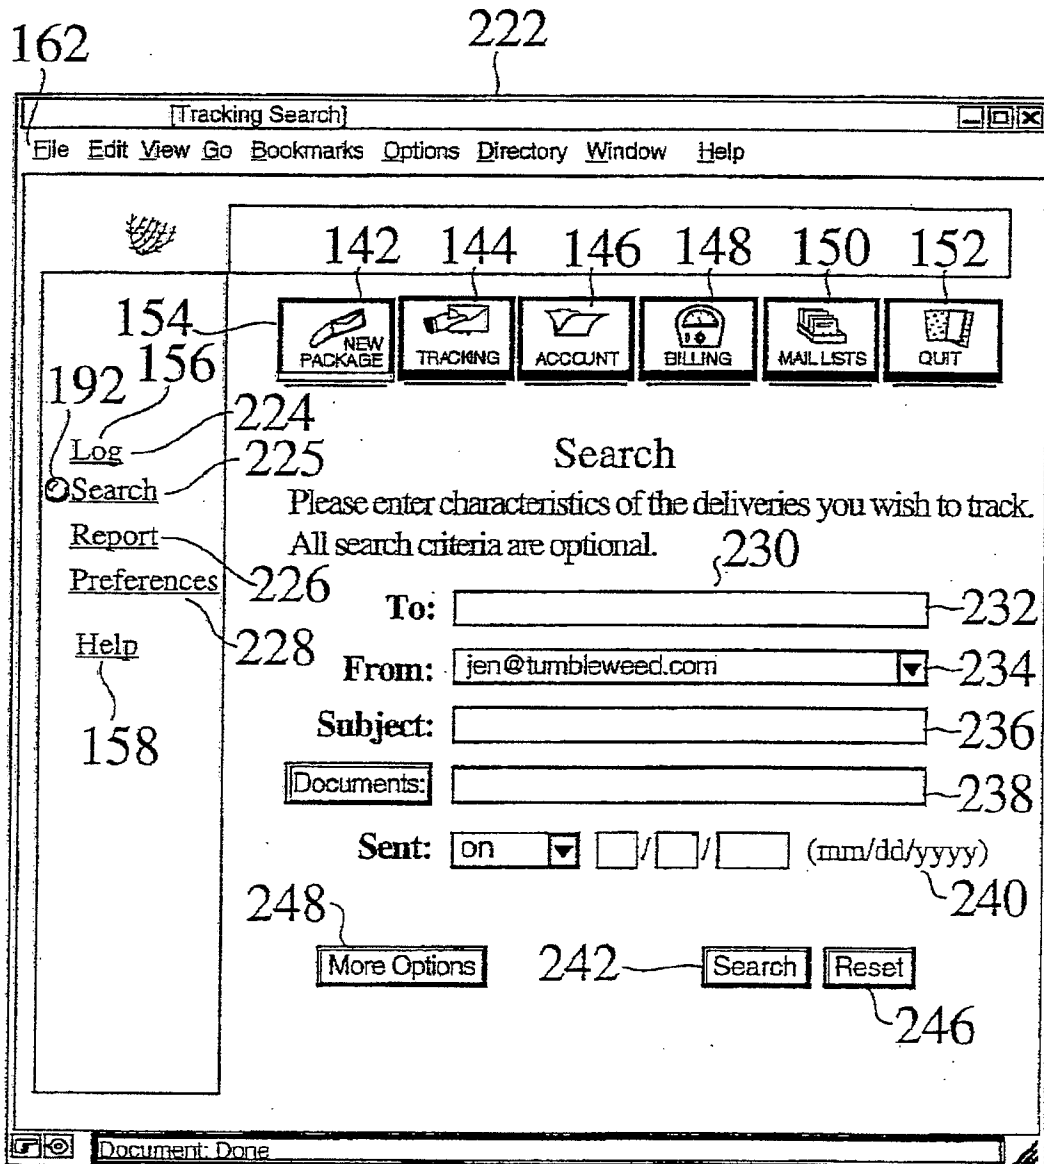 162 222
[Tracking Search]
File Edit View Go Bookmarks Options Directory Window Help
142 144 146 148 150 152
154
NEW PACKAGE TRACKING ACCOUNT BILLING MAIL LISTS QUIT
192 156
224
Log
225
Search
Search
Please enter characteristics of the deliveries you wish to track.
Report
All search criteria are optional.
230
Preferences
226
To:
232
Help
228
From: jen@tumbleweed.com
234
158
Subject:
236
Documents:
238
Sent: on / / (mm/dd/yyyy)
240
248
More Options 242 Search Reset
246
Document: Done